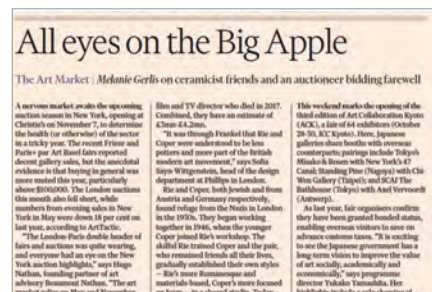 All eyes on the Big Apple
The Art Market | Melanie Gerlis on ceramicist friends and an auctioneer bidding farewell
A nervous market awaits the upcoming
auction season in New York, opening at
Christie's on November 7, to determine
the health (or otherwise) of the sector
in a tricky year. The recent Frieze and
Paris+ par Art Basel fairs reported
decent gallery sales, but the anecdotal
evidence is that buying in general was
more muted this year, particularly
above $100,000. The London auctions
this month also fell short, while
numbers from evening sales in New
York in May were down 18 per cent on
last year, according to ArtTactic.
"The London-Paris double header of
fairs and auctions was quite wearing,
and everyone had an eye on the New
York auction highlights," says Hugo
Nathan, founding partner of art
advisory Beaumont Nathan. "The art
film and TV director who died in 2017.
Combined, they have an estimate of
£3mn-£4.2mn.
"It was through Frankel that Rie and
Coper were understood to be less
potters and more part of the British
modern art movement," says Sofia
Sayn-Wittgenstein, head of the design
department at Phillips in London.
Rie and Coper, both Jewish and from
Austria and Germany respectively,
found refuge from the Nazis in London
in the 1930s. They began working
together in 1946, when the younger
Coper joined Rie's workshop. The
skilful Rie trained Coper and the pair,
who remained friends all their lives,
gradually established their own styles
— Rie's more Romanesque and
materials-based, Coper's more focused
This weekend marks the opening of the
third edition of Art Collaboration Kyoto
(ACK), a fair of 64 exhibitors (October
28-30, ICC Kyoto). Here, Japanese
galleries share booths with overseas
counterparts; pairings include Tokyo's
Misako & Rosen with New York's 47
Canal; Standing Pine (Nagoya) with Chi-
Wen Gallery (Taipei); and SCAI The
Bathhouse (Tokyo) with Axel Vervoordt
(Antwerp).
As last year, fair organisers confirm
they have been granted bonded status,
enabling overseas visitors to save on
advance customs taxes. "It is exciting
to see the Japanese government has a
long-term vision to improve the value
of art socially, academically and
economically," says programme
director Yukako Yamashita. Her